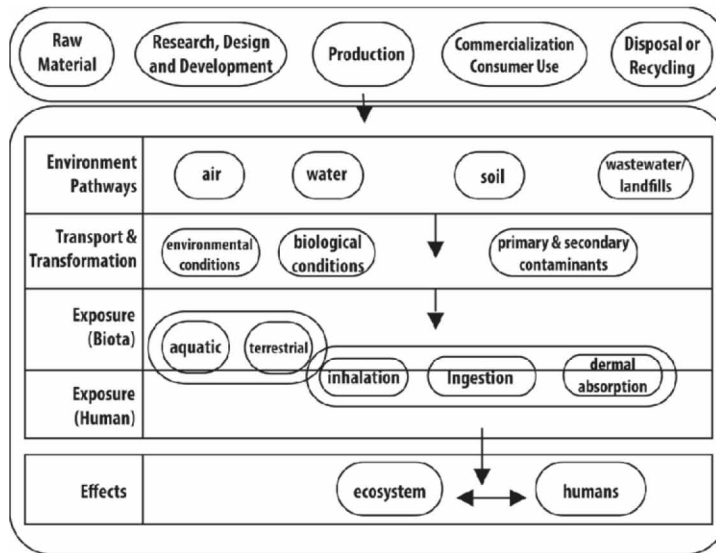 Raw
Material
Research, Design
and Development
Production
Commercialization
Consumer Use
Disposal or
Recycling
Environment
Pathways
air
water
soil
wastewater/
landfills
Transport &
Transformation
environmental
conditions
biological
conditions
primary & secondary
contaminants
Exposure
(Biota)
aquatic
terrestrial
inhalation
Ingestion
dermal
absorption
Exposure
(Human)
Effects
ecosystem
humans